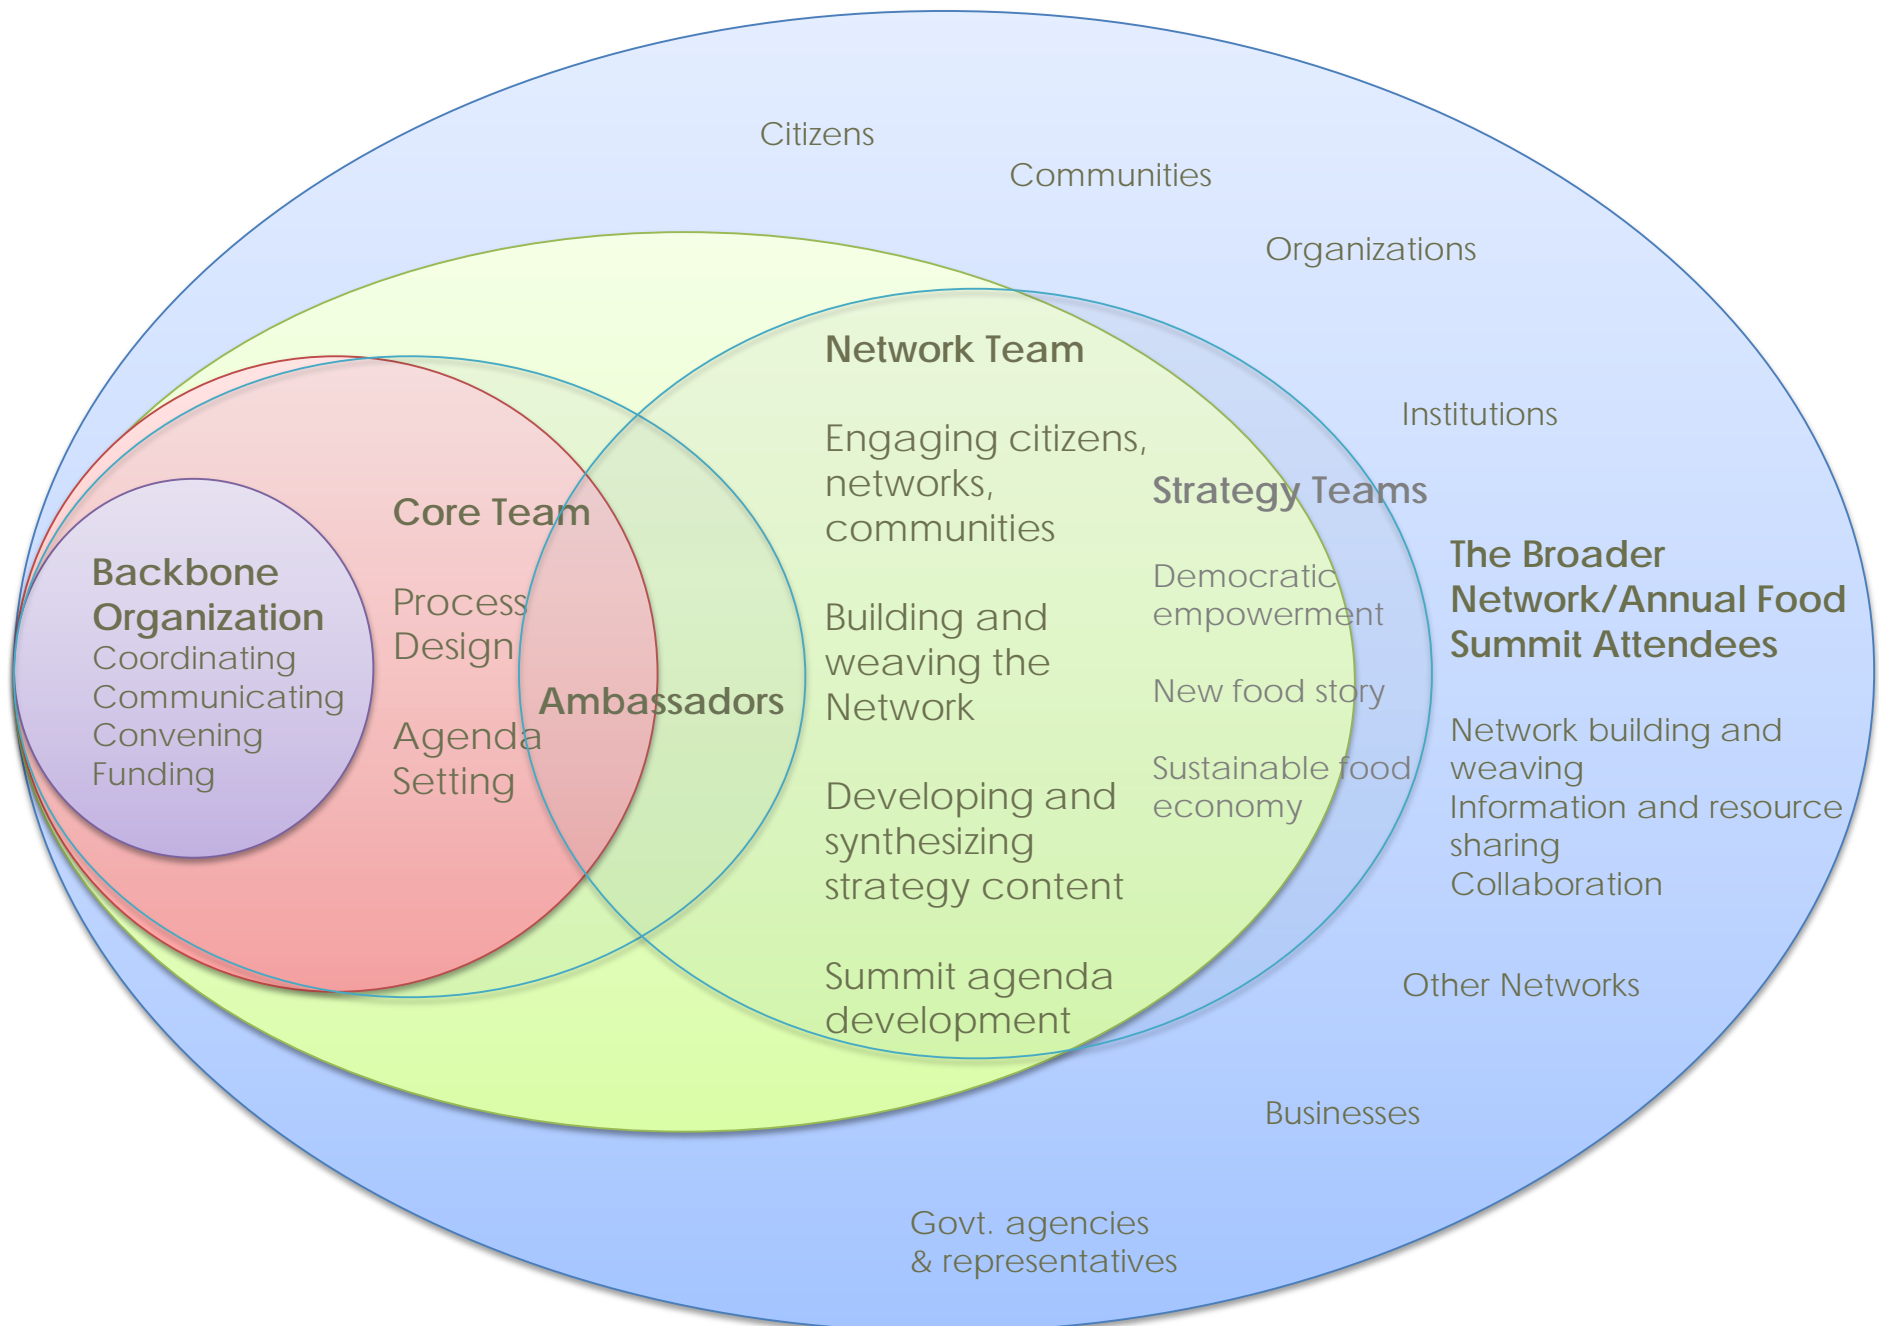 Citizens
Communities
Organizations
Institutions
Backbone
Organization
Coordinating
Communicating
Convening
Funding
Core Team
Process
Design
Agenda
Setting
Ambassadors
Network Team
Engaging citizens,
networks,
communities
Building and
weaving the
Network
Developing and
synthesizing
strategy content
Summit agenda
development
Strategy Teams
Democratic
empowerment
New food story
Sustainable food
economy
The Broader
Network/Annual Food
Summit Attendees
Network building and
weaving
Information and resource
sharing
Collaboration
Other Networks
Businesses
Govt. agencies
& representatives